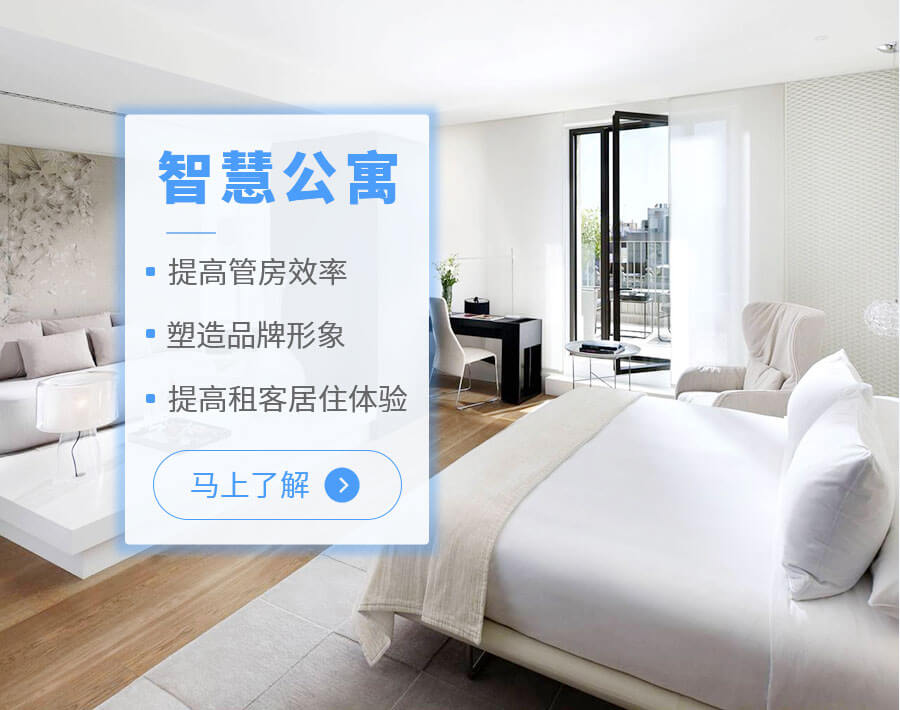 智慧公寓
提高管房效率
塑造品牌形象
提高租客居住体验
马上了解